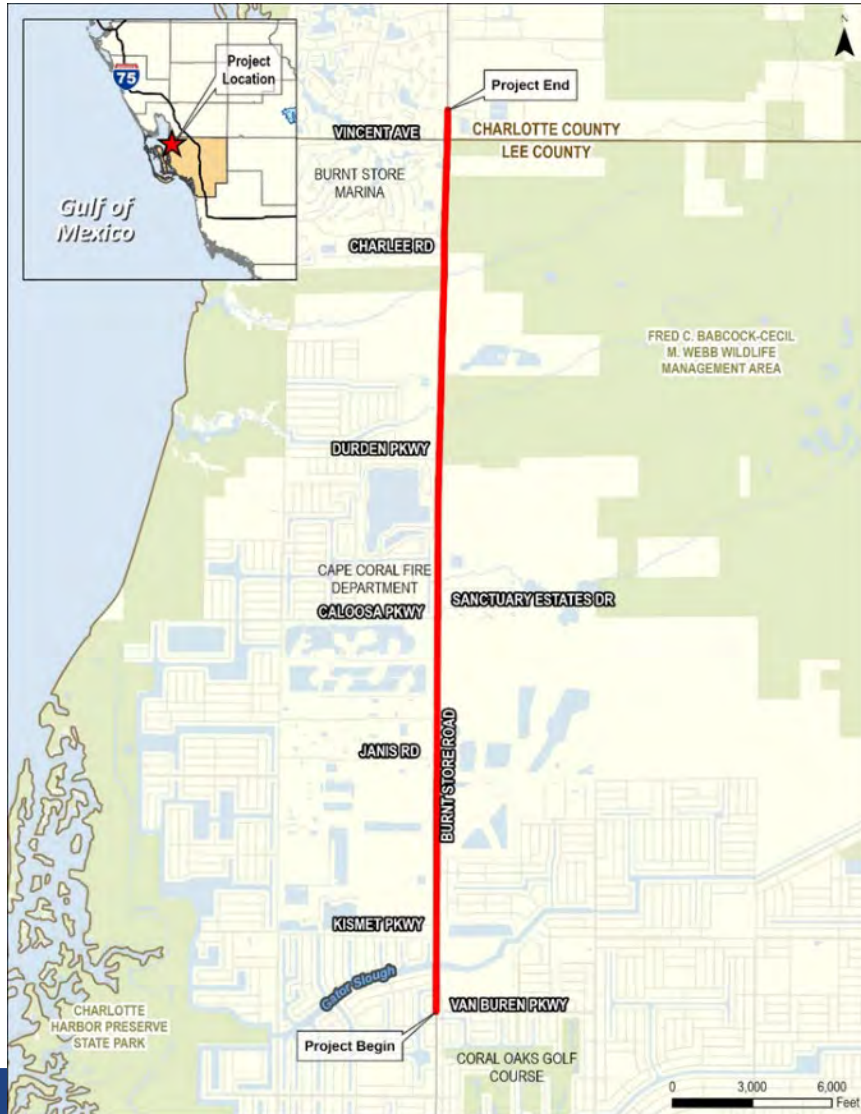 Project
Location
75
Gulf of
Mexico
N
Project End
VINCENT AVE
CHARLOTTE COUNTY
LEE COUNTY
BURNT STORE
MARINA
CHARLEE RD
FRED C. BABCOCK-CECIL
M. WEBB WILDLIFE
MANAGEMENT AREA
DURDEN PKWY
CAPE CORAL FIRE
DEPARTMENT
CALOOSA PKWY
SANCTUARY ESTATES DR
JANIS RD
BURNT STORE ROAD
KISMET PKWY
Gator Slough
VAN BUREN PKWY
CHARLOTTE
HARBOR PRESERVE
STATE PARK
Project Begin
CORAL OAKS GOLF
COURSE
0 3,000 6,000
Feet